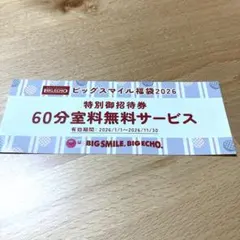 BIG ECHO ビッグスマイル福袋2026
特別御招待券
60分室料無料サービス
有効期間:2026/1/1〜2026/11/30
BIG SMILE. BIG ECHO.